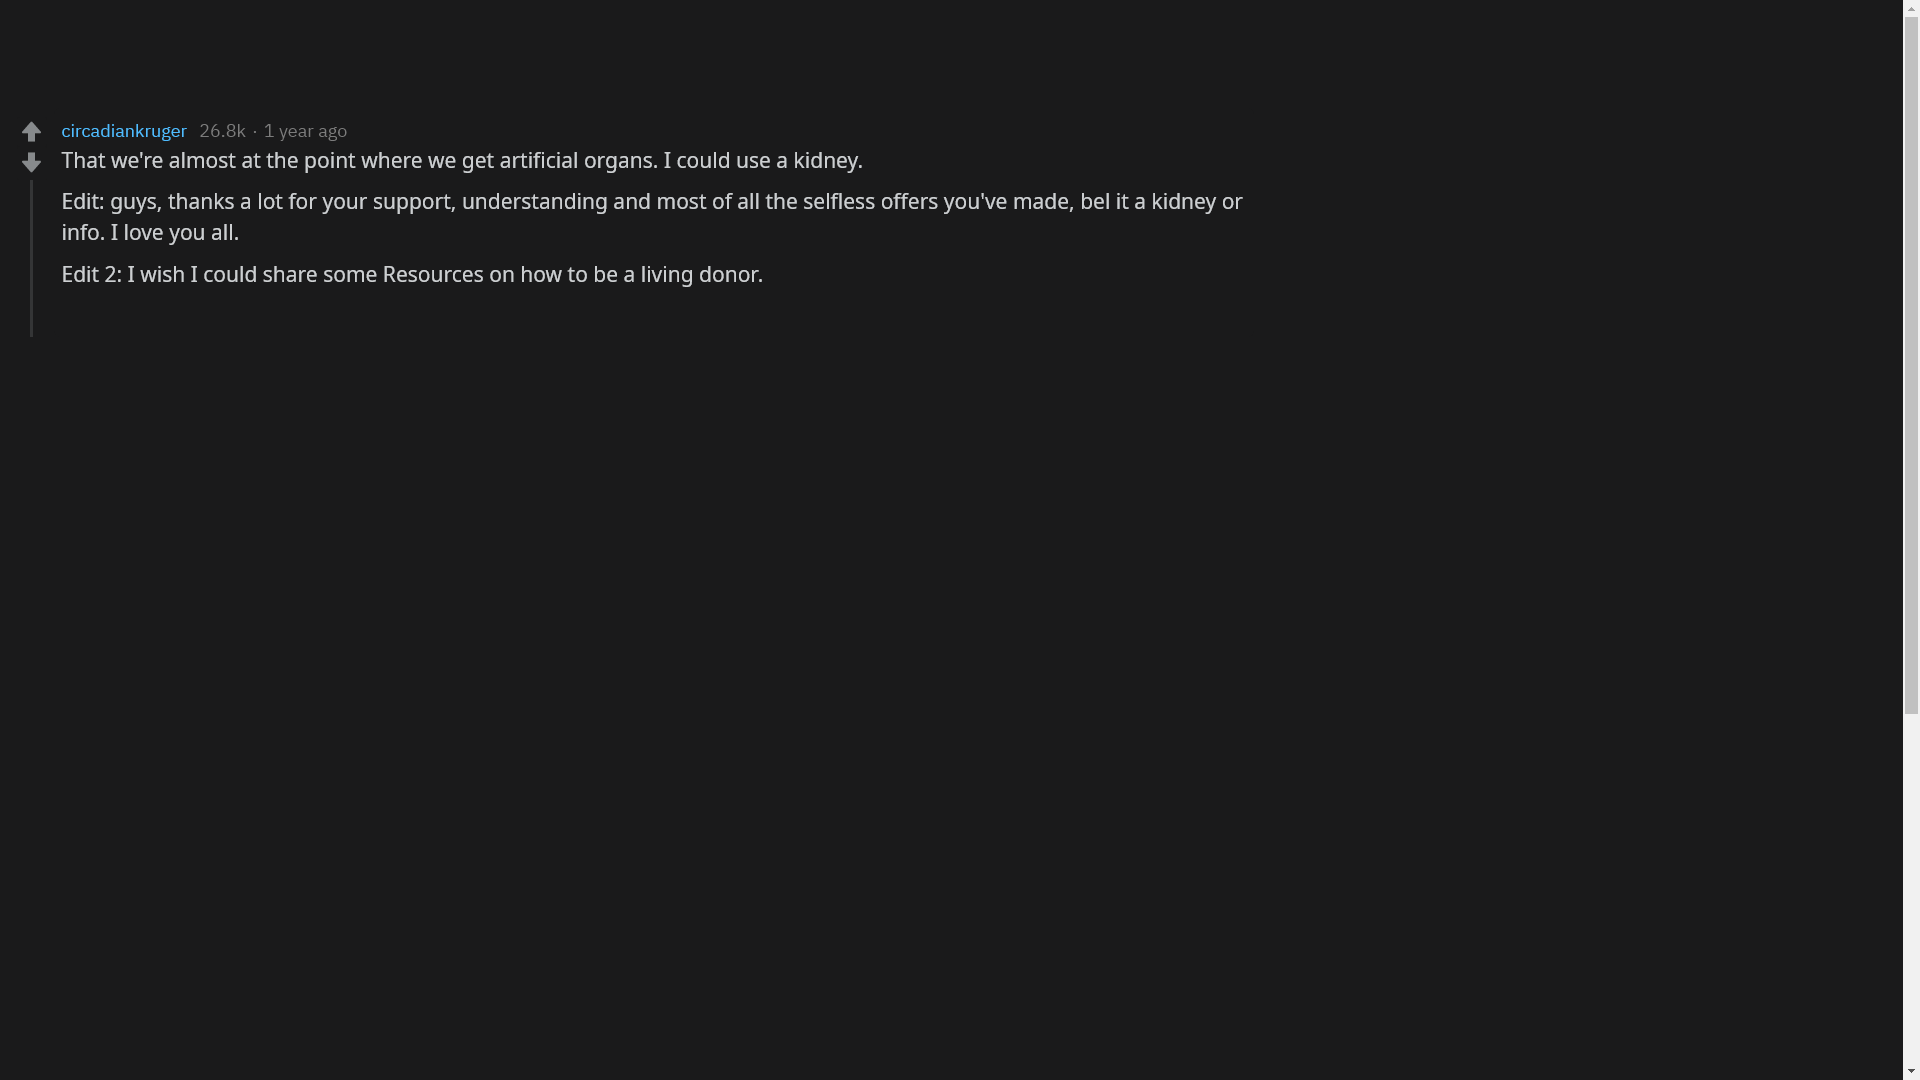 circadiankruger 26.8k · 1 year ago
That we're almost at the point where we get artificial organs. I could use a kidney.
Edit: guys, thanks a lot for your support, understanding and most of all the selfless offers you've made, bel it a kidney or
info. I love you all.
Edit 2: I wish I could share some Resources on how to be a living donor.